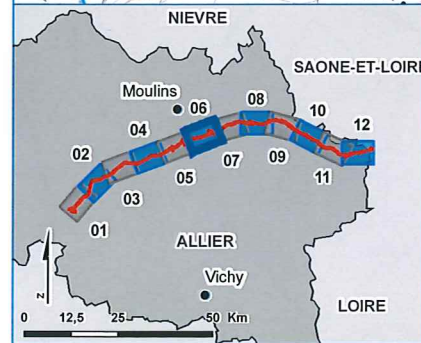 NIEVRE
SAONE-ET-LOIRE
Moulins
06
08
10
12
04
02
07
05
09
03
11
01
ALLIER
Vichy
LOIRE
N
0 12,5 25 50 Km